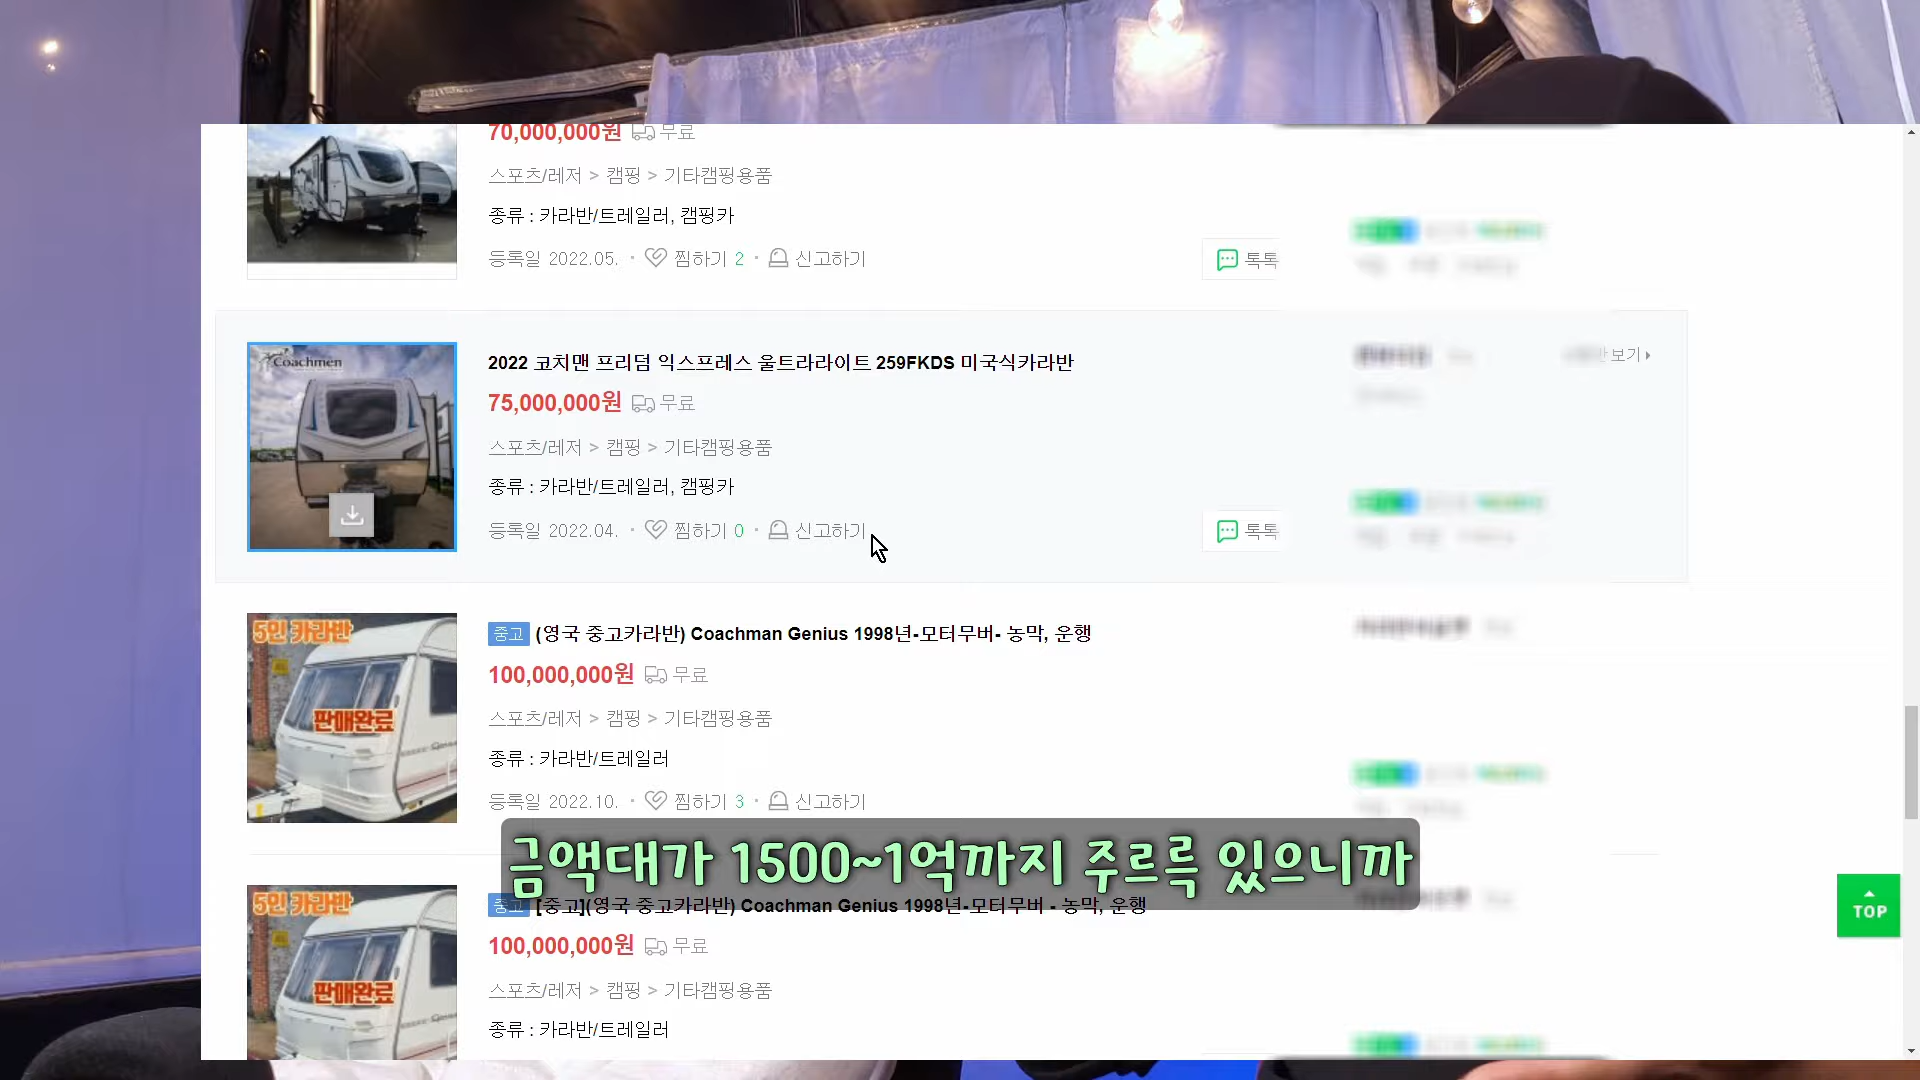 70,000,000원 무료
스포츠/레저 > 캠핑 > 기타캠핑용품
종류 : 카라반/트레일러, 캠핑카
등록일 2022.05. · 찜하기 2 · 신고하기
톡톡
Coachmen
2022 코치맨 프리덤 익스프레스 울트라라이트 259FKDS 미국식카라반
보기
75,000,000원 무료
스포츠/레저 > 캠핑 > 기타캠핑용품
종류 : 카라반/트레일러, 캠핑카
등록일 2022.04. · 찜하기 0 · 신고하기
톡톡
5인 카라반
판매완료
중고 (영국 중고카라반) Coachman Genius 1998년-모터무버- 농막, 운행
100,000,000원 무료
스포츠/레저 > 캠핑 > 기타캠핑용품
종류 : 카라반/트레일러
등록일 2022.10. · 찜하기 3 · 신고하기
금액대가 1500~1억까지 주르륵 있으니까
5인 카라반
판매완료
중고 [중고](영국 중고카라반) Coachman Genius 1998년-모터무버 - 농막, 운행
100,000,000원 무료
스포츠/레저 > 캠핑 > 기타캠핑용품
종류 : 카라반/트레일러
TOP